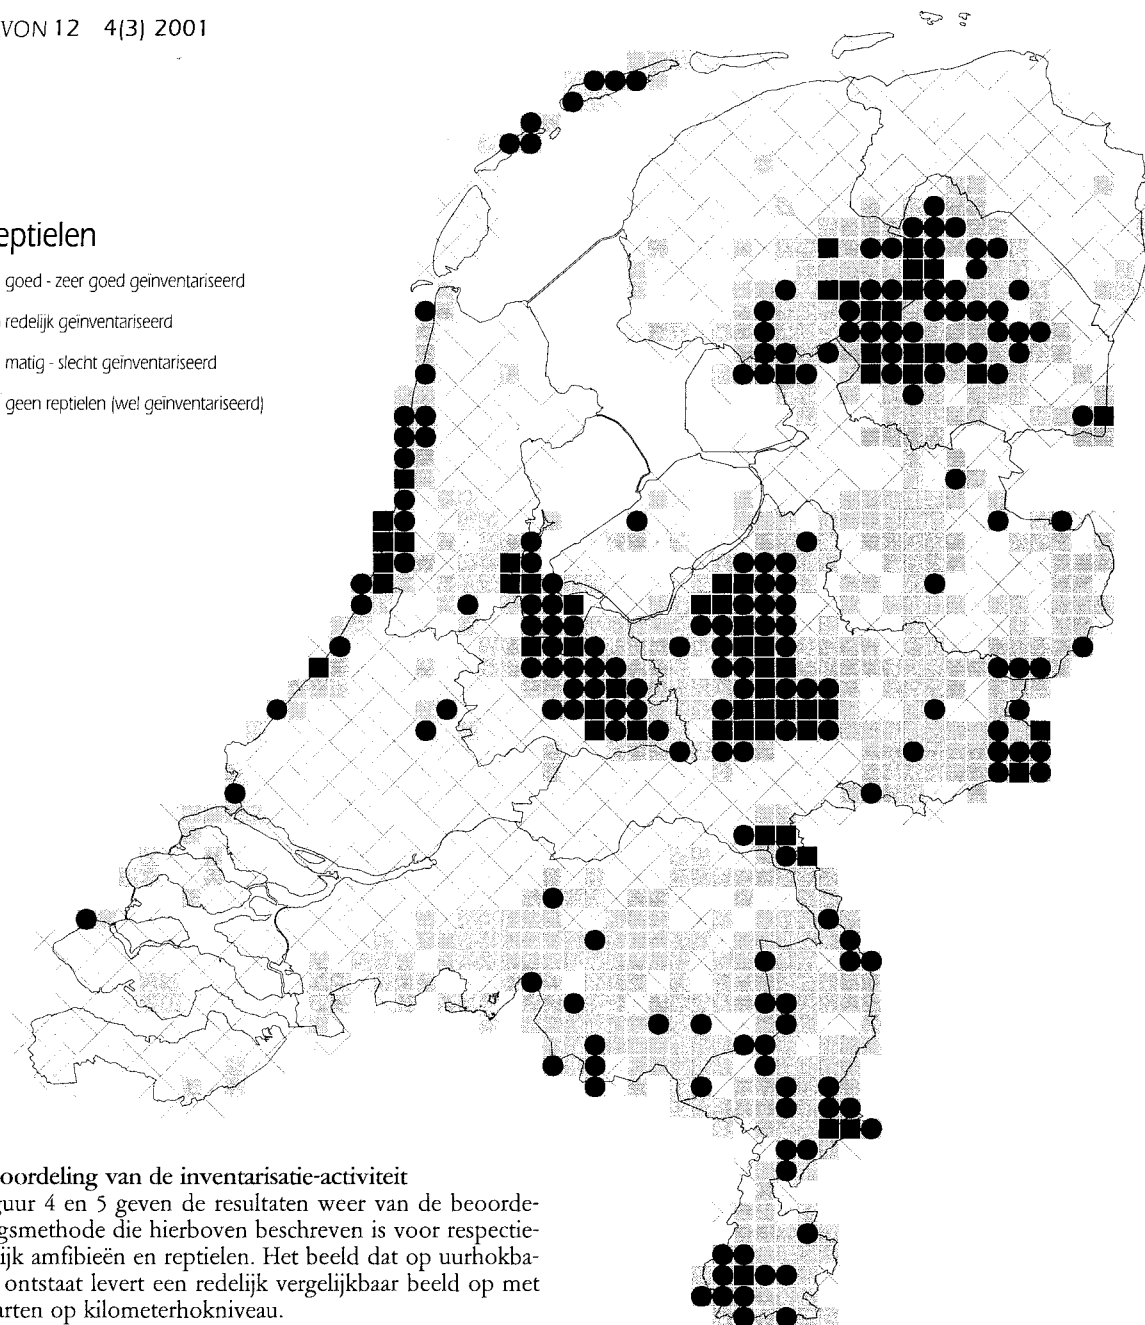 VON 12 4(3) 2001
eptielen
goed - zeer goed geïnventariseerd
redelijk geïnventariseerd
matig - slecht geïnventariseerd
geen reptielen (wel geïnventariseerd)
oordeling van de inventarisatie-activiteit
guur 4 en 5 geven de resultaten weer van de beoorde-
gsmethode die hierboven beschreven is voor respectie-
ijk amfibieën en reptielen. Het beeld dat op uurhokba-
ontstaat levert een redelijk vergelijkbaar beeld op met
arten op kilometerhokniveau.